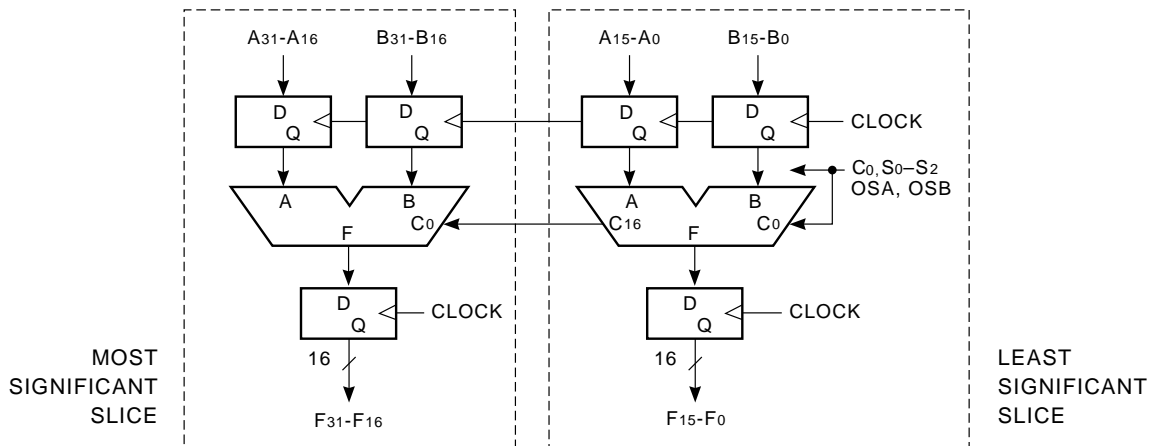 A31-A16
B31-B16
A15-A0
B15-B0
D
Q
D
Q
D
Q
D
Q
CLOCK
C0, S0–S2
OSA, OSB
A
B
C0
F
A
B
C16
C0
F
D
Q
CLOCK
D
Q
CLOCK
16
16
MOST
SIGNIFICANT
SLICE
LEAST
SIGNIFICANT
SLICE
F31-F16
F15-F0